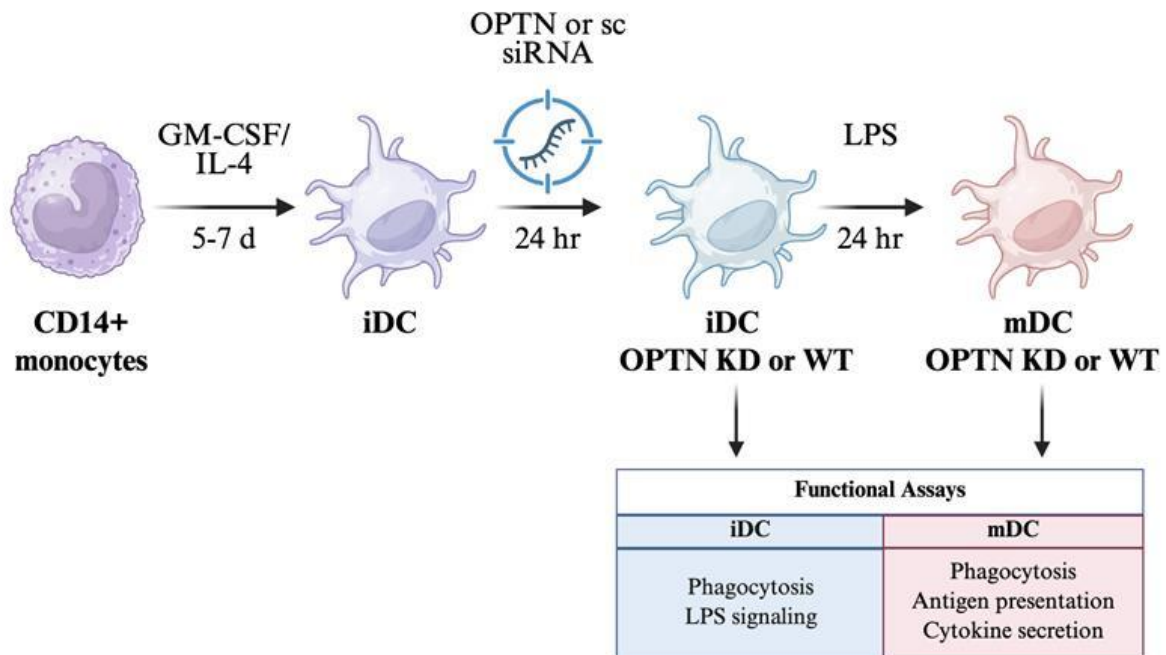 OPTN or sc
siRNA
GM-CSF/
IL-4
5-7 d
24 hr
LPS
24 hr
CD14+
monocytes
iDC
iDC
OPTN KD or WT
mDC
OPTN KD or WT
Functional Assays
iDC
mDC
Phagocytosis
LPS signaling
Phagocytosis
Antigen presentation
Cytokine secretion